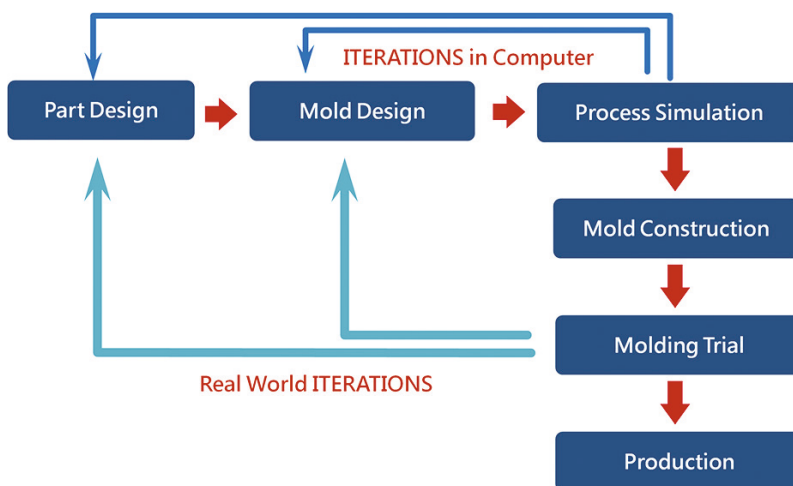 ITERATIONS in Computer
Part Design
Mold Design
Process Simulation
Mold Construction
Molding Trial
Real World ITERATIONS
Production